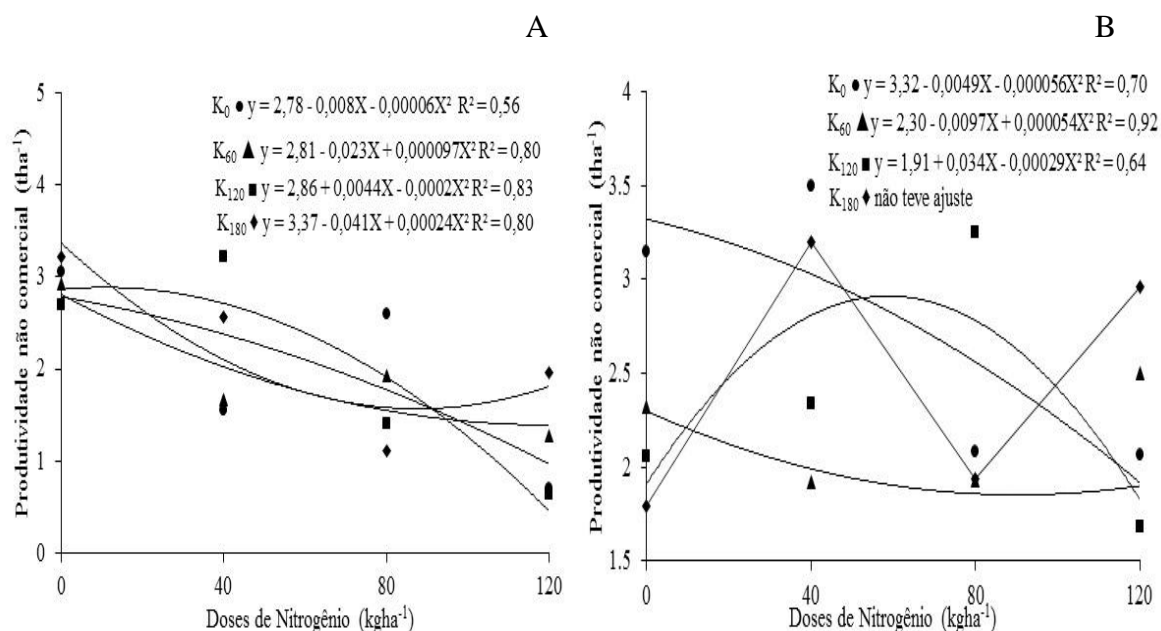 A
K₀ ● y = 2,78 - 0,008X - 0,00006X² R² = 0,56
K₆₀ ▲ y = 2,81 - 0,023X + 0,000097X² R² = 0,80
K₁₂₀ ■ y = 2,86 + 0,0044X - 0,0002X² R² = 0,83
K₁₈₀ ♦ y = 3,37 - 0,041X + 0,00024X² R² = 0,80
Produtividade não comercial (tha⁻¹)
5
4
3
2
1
0
0 40 80 120
Doses de Nitrogênio (kgha⁻¹)
B
K₀ ● y = 3,32 - 0,0049X - 0,000056X² R² = 0,70
K₆₀ ▲ y = 2,30 - 0,0097X + 0,000054X² R² = 0,92
K₁₂₀ ■ y = 1,91 + 0,034X - 0,00029X² R² = 0,64
K₁₈₀ ♦ não teve ajuste
Produtividade não comercial (tha⁻¹)
4
3.5
3
2.5
2
1.5
0 40 80 120
Doses de Nitrogênio (kgha⁻¹)